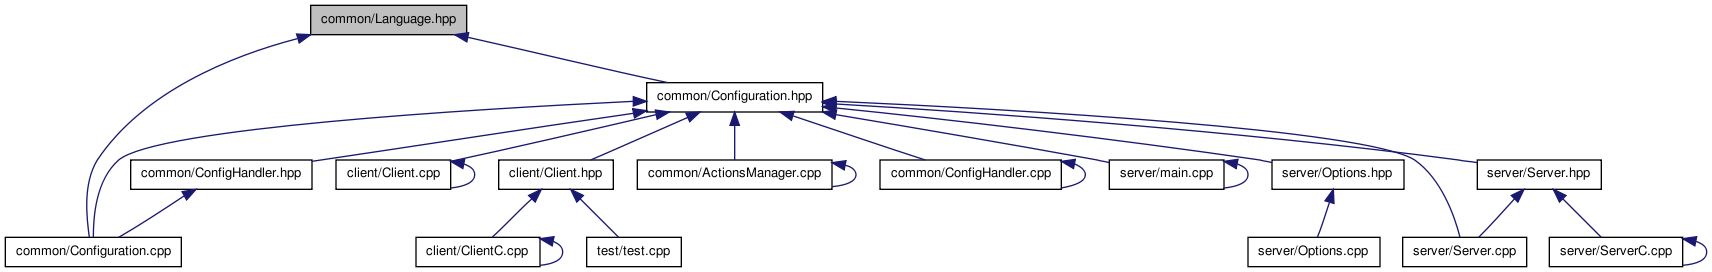 common/Language.hpp
common/Configuration.hpp
common/ConfigHandler.hpp
client/Client.cpp
client/Client.hpp
common/ActionsManager.cpp
common/ConfigHandler.cpp
server/main.cpp
server/Options.hpp
server/Server.hpp
common/Configuration.cpp
client/ClientC.cpp
test/test.cpp
server/Options.cpp
server/Server.cpp
server/ServerC.cpp